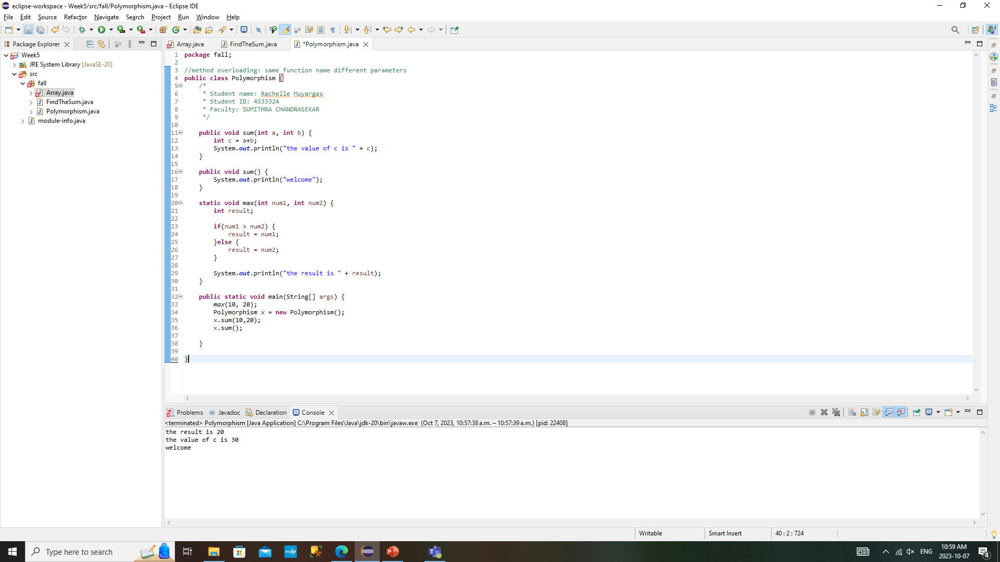 eclipse-workspace - Week5/src/fall/Polymorphism.java - Eclipse IDE
File Edit Source Refactor Navigate Search Project Run Window Help
Package Explorer
Week5
JRE System Library [JavaSE-20]
src
fall
Array.java
FindTheSum.java
Polymorphism.java
module-info.java
Array.java FindTheSum.java *Polymorphism.java
1 package fall;
2
3 //method overloading: same function name different parameters
4 public class Polymorphism {
5 /*
6 * Student name: Rachelle Muyargas
7 * Student ID: 4533324
8 * Faculty: SUMITHRA CHANDRASEKAR
9 */
10
11 public void sum(int a, int b) {
12 int c = a+b;
13 System.out.println("the value of c is " + c);
14 }
15
16 public void sum() {
17 System.out.println("welcome");
18 }
19
20 static void max(int num1, int num2) {
21 int result;
22
23 if(num1 > num2) {
24 result = num1;
25 }else {
26 result = num2;
27 }
28
29 System.out.println("the result is " + result);
30 }
31
32 public static void main(String[] args) {
33 max(10, 20);
34 Polymorphism x = new Polymorphism();
35 x.sum(10,20);
36 x.sum();
37
38 }
39
40 }
Problems @ Javadoc Declaration Console
<terminated> Polymorphism [Java Application] C:\Program Files\Java\jdk-20\bin\javaw.exe (Oct 7, 2023, 10:57:38 a.m. – 10:57:39 a.m.) [pid: 22408]
the result is 20
the value of c is 30
welcome
Writable Smart Insert 40 : 2 : 724
Type here to search
myhp
P
ENG
10:59 AM
2023-10-07
4